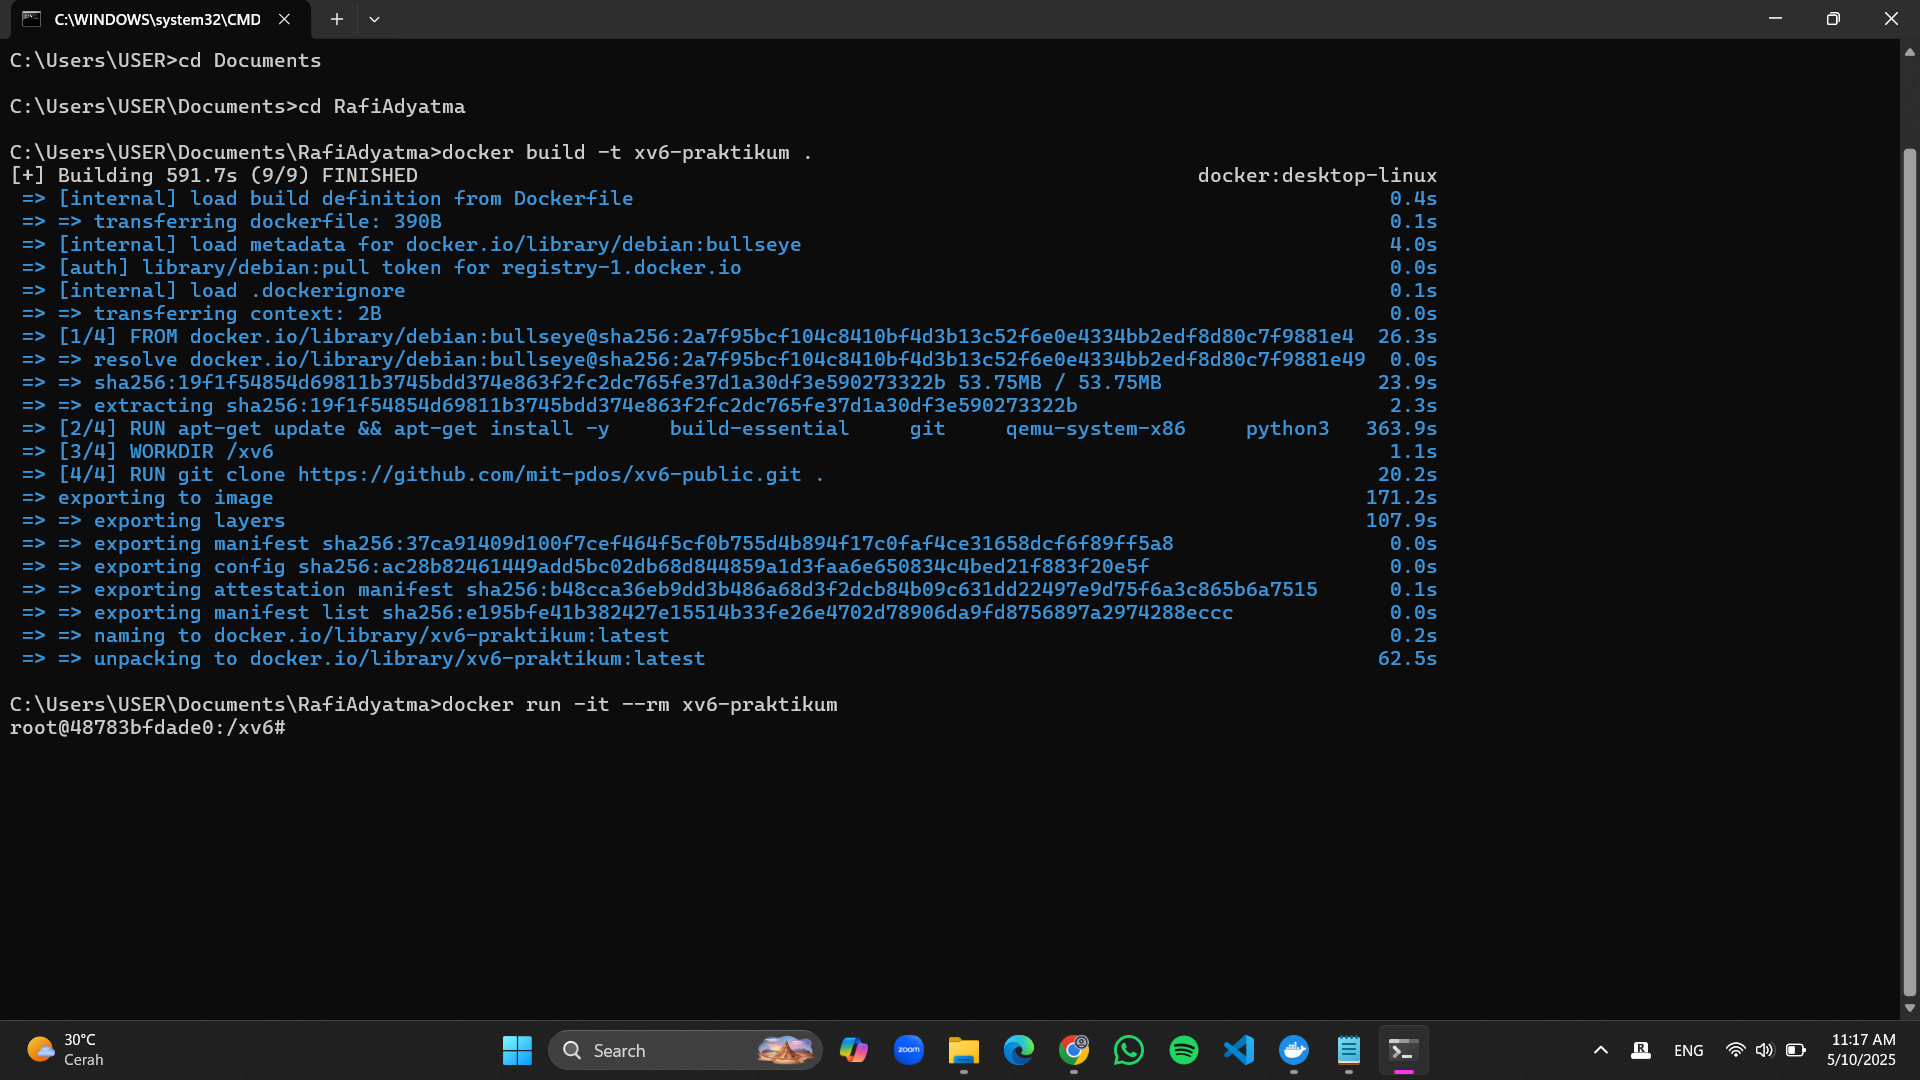 C:\WINDOWS\system32\CMD
C:\Users\USER>cd Documents
C:\Users\USER\Documents>cd RafiAdyatma
C:\Users\USER\Documents\RafiAdyatma>docker build -t xv6-praktikum .
[+] Building 591.7s (9/9) FINISHED docker:desktop-linux
=> [internal] load build definition from Dockerfile 0.4s
=> => transferring dockerfile: 390B 0.1s
=> [internal] load metadata for docker.io/library/debian:bullseye 4.0s
=> [auth] library/debian:pull token for registry-1.docker.io 0.0s
=> [internal] load .dockerignore 0.1s
=> => transferring context: 2B 0.0s
=> [1/4] FROM docker.io/library/debian:bullseye@sha256:2a7f95bcf104c8410bf4d3b13c52f6e0e4334bb2edf8d80c7f9881e4 26.3s
=> => resolve docker.io/library/debian:bullseye@sha256:2a7f95bcf104c8410bf4d3b13c52f6e0e4334bb2edf8d80c7f9881e49 0.0s
=> => sha256:19f1f54854d69811b3745bdd374e863f2fc2dc765fe37d1a30df3e590273322b 53.75MB / 53.75MB 23.9s
=> => extracting sha256:19f1f54854d69811b3745bdd374e863f2fc2dc765fe37d1a30df3e590273322b 2.3s
=> [2/4] RUN apt-get update && apt-get install -y     build-essential     git     qemu-system-x86     python3 363.9s
=> [3/4] WORKDIR /xv6 1.1s
=> [4/4] RUN git clone https://github.com/mit-pdos/xv6-public.git . 20.2s
=> exporting to image 171.2s
=> => exporting layers 107.9s
=> => exporting manifest sha256:37ca91409d100f7cef464f5cf0b755d4b894f17c0faf4ce31658dcf6f89ff5a8 0.0s
=> => exporting config sha256:ac28b82461449add5bc02db68d844859a1d3faa6e650834c4bed21f883f20e5f 0.0s
=> => exporting attestation manifest sha256:b48cca36eb9dd3b486a68d3f2dcb84b09c631dd22497e9d75f6a3c865b6a7515 0.1s
=> => exporting manifest list sha256:e195bfe41b382427e15514b33fe26e4702d78906da9fd8756897a2974288eccc 0.0s
=> => naming to docker.io/library/xv6-praktikum:latest 0.2s
=> => unpacking to docker.io/library/xv6-praktikum:latest 62.5s
C:\Users\USER\Documents\RafiAdyatma>docker run -it --rm xv6-praktikum
root@48783bfdade0:/xv6#
30°C
Cerah
Search
zoom
R
ENG
11:17 AM
5/10/2025